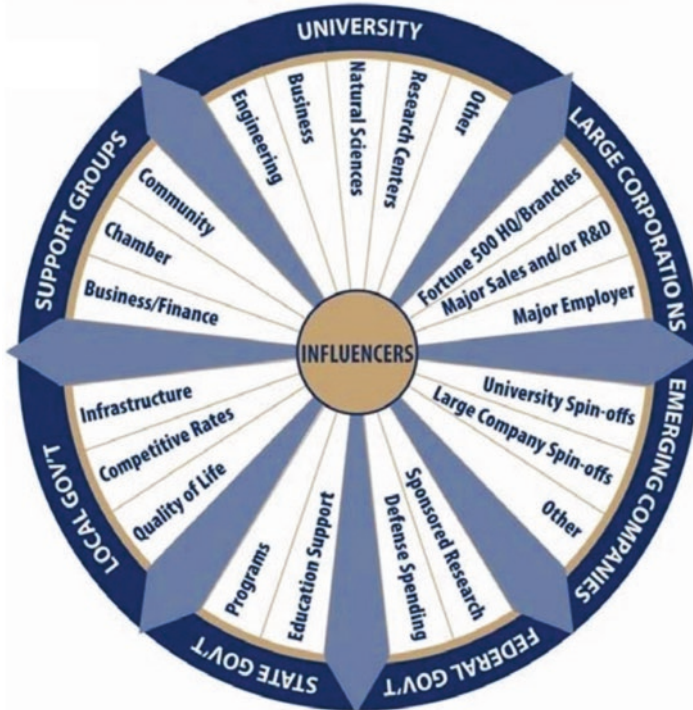 UNIVERSITY
Engineering
Business
Natural Sciences
Research Centers
Other
LARGE CORPORATIONS
Fortune 500 HQ/Branches
Major Sales and/or R&D
Major Employer
EMERGING COMPANIES
University Spin-offs
Large Company Spin-offs
Other
FEDERAL GOV'T
Sponsored Research
Defense Spending
STATE GOV'T
Education Support
Programs
LOCAL GOV'T
Quality of Life
Competitive Rates
Infrastructure
SUPPORT GROUPS
Business/Finance
Chamber
Community
INFLUENCERS